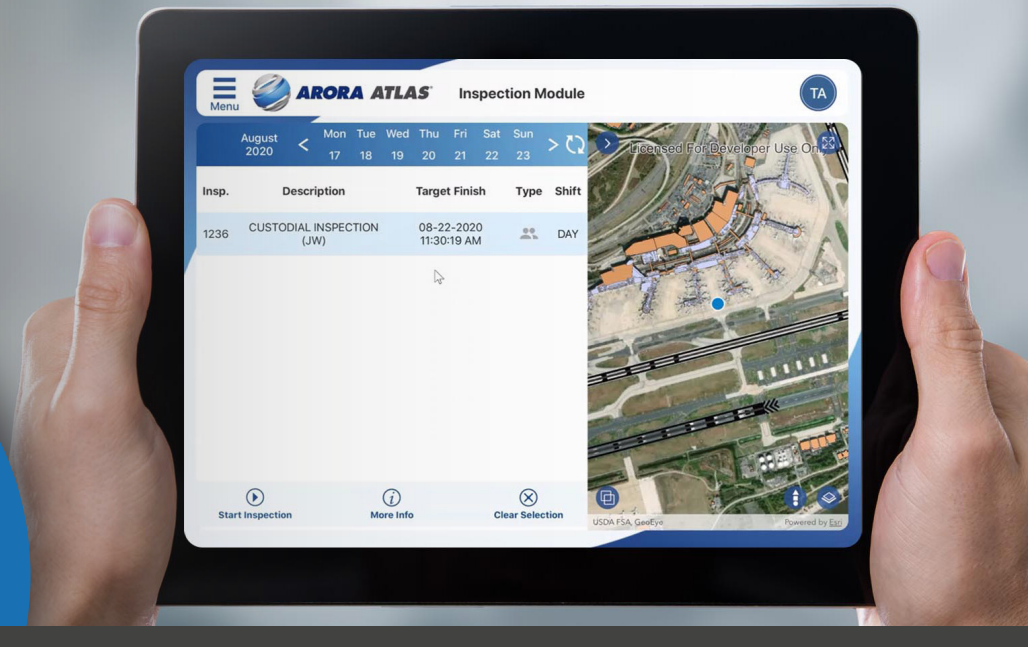 Menu
ARORA ATLAS
Inspection Module
TA
August
2020
< Mon Tue Wed Thu Fri Sat Sun >
17 18 19 20 21 22 23
Insp. Description Target Finish Type Shift
1236 CUSTODIAL INSPECTION (JW) 08-22-2020 11:30:19 AM DAY
Start Inspection
More Info
Clear Selection
Licensed For Developer Use On
USDA FSA, GeoEye
Powered by Esri